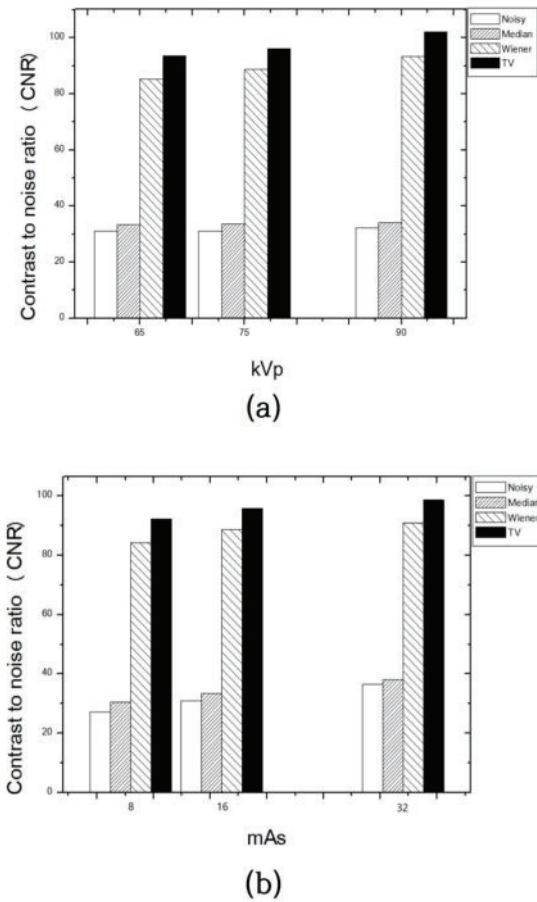 100
80
60
40
20
0
Contrast to noise ratio （CNR）
Noisy
Median
Wiener
TV
65 75 90
kVp
(a)
100
80
60
40
20
0
Contrast to noise ratio （CNR）
Noisy
Median
Wiener
TV
8 16 32
mAs
(b)